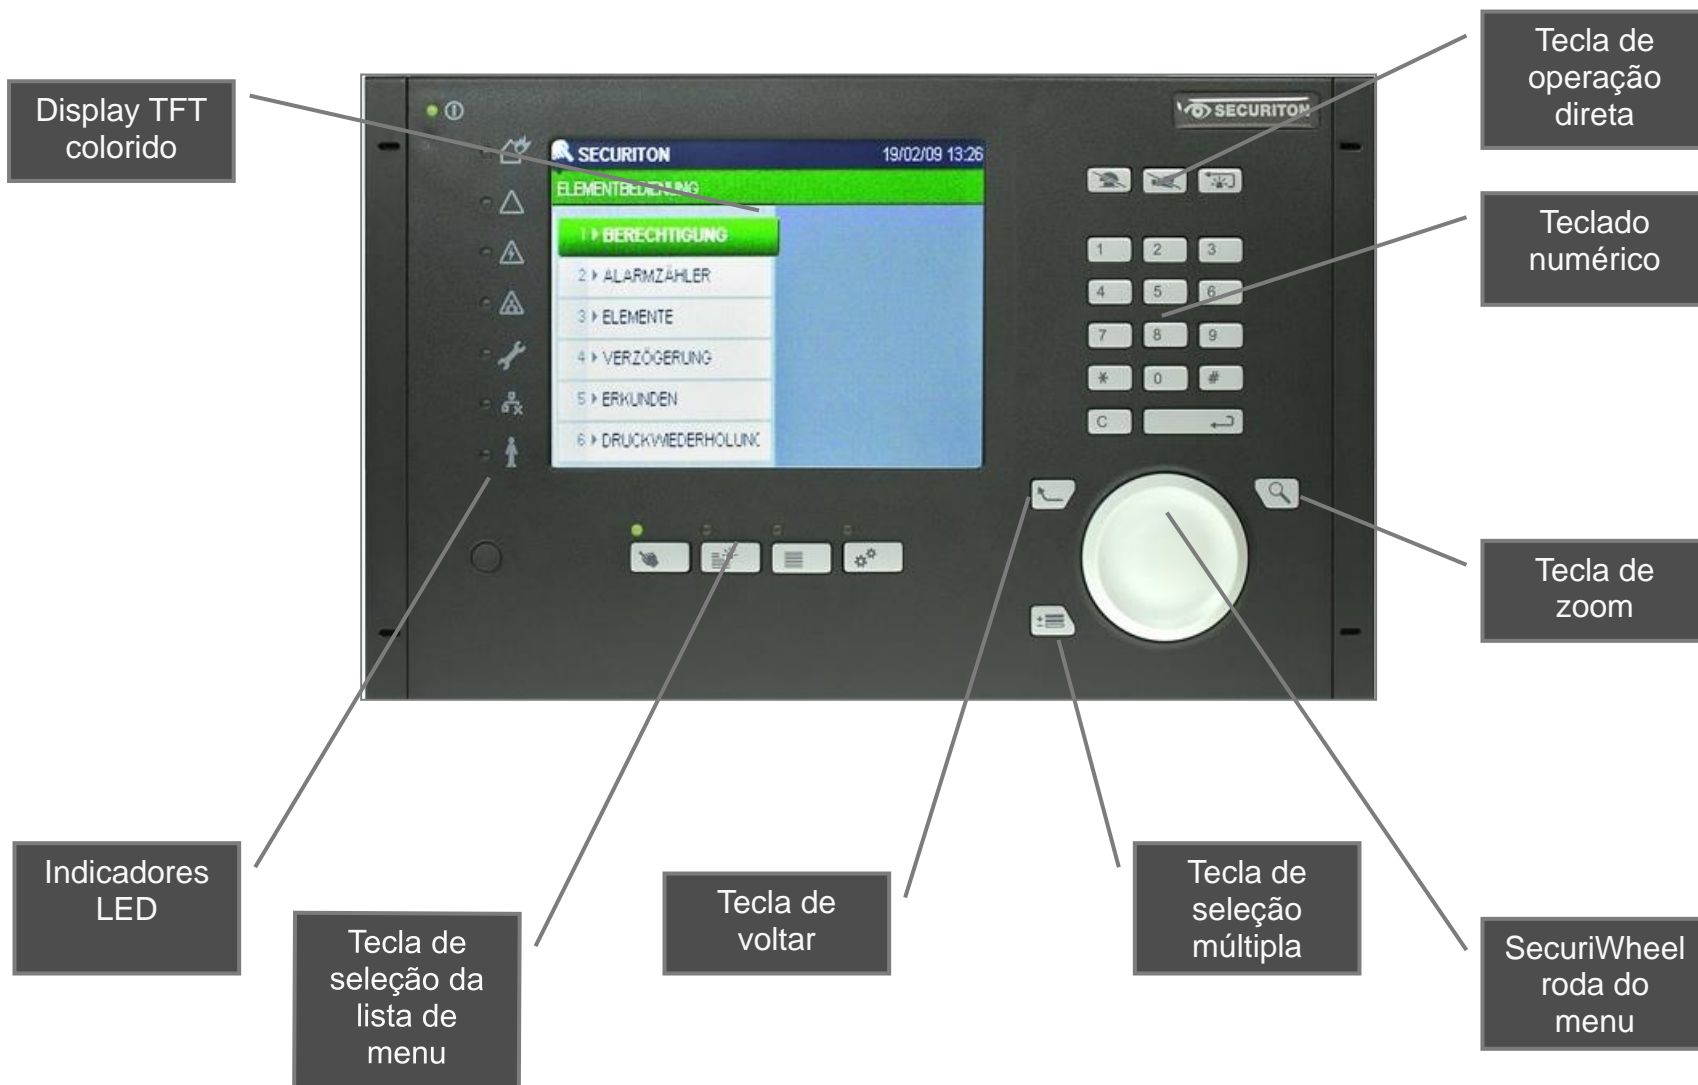 Tecla de
operação
direta
Display TFT
colorido
SECURITON
SECURITON 19/02/09 13:26
ELEMENTBEDIENUNG
1 BERECHTIGUNG
2 ALARMZÄHLER
3 ELEMENTE
4 VERZÖGERUNG
5 ERKUNDEN
6 DRUCKWIEDERHOLUNG
Teclado
numérico
1 2 3
4 5 6
7 8 9
* 0 #
C
Tecla de
zoom
Indicadores
LED
Tecla de
seleção da
lista de
menu
Tecla de
voltar
Tecla de
seleção
múltipla
SecuriWheel
roda do
menu